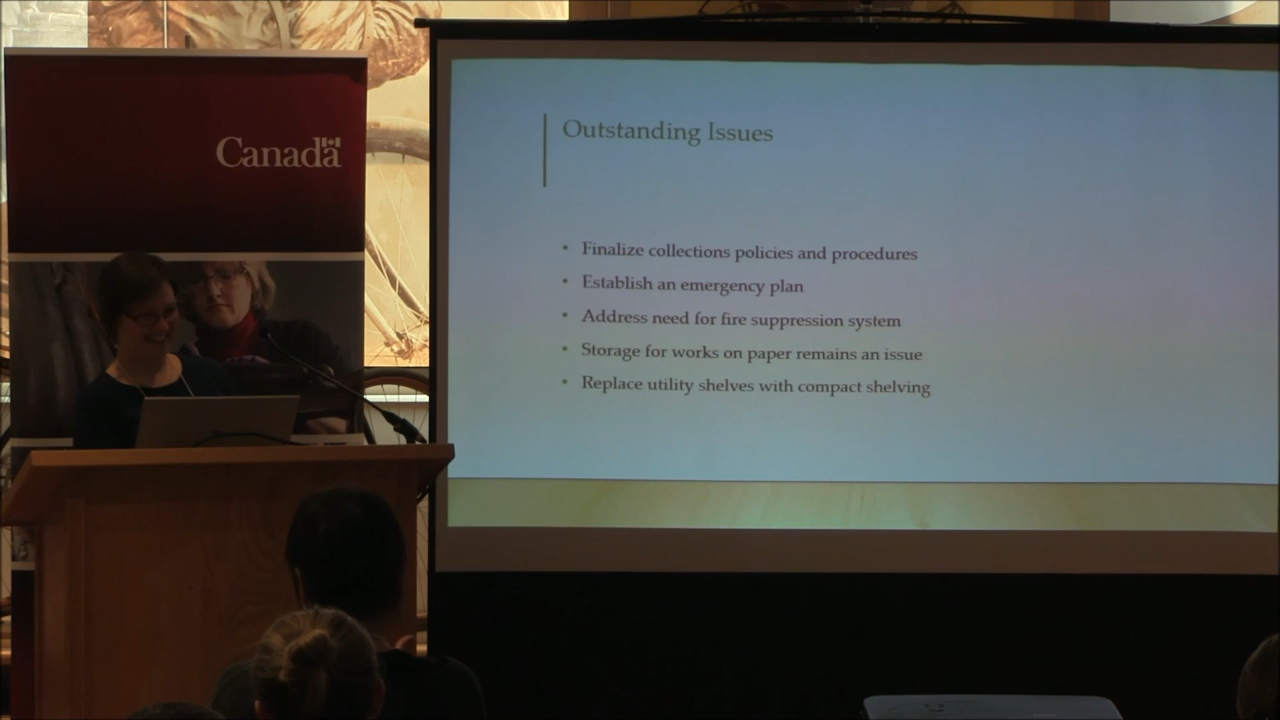 Canada
Outstanding Issues
Finalize collections policies and procedures
Establish an emergency plan
Address need for fire suppression system
Storage for works on paper remains an issue
Replace utility shelves with compact shelving